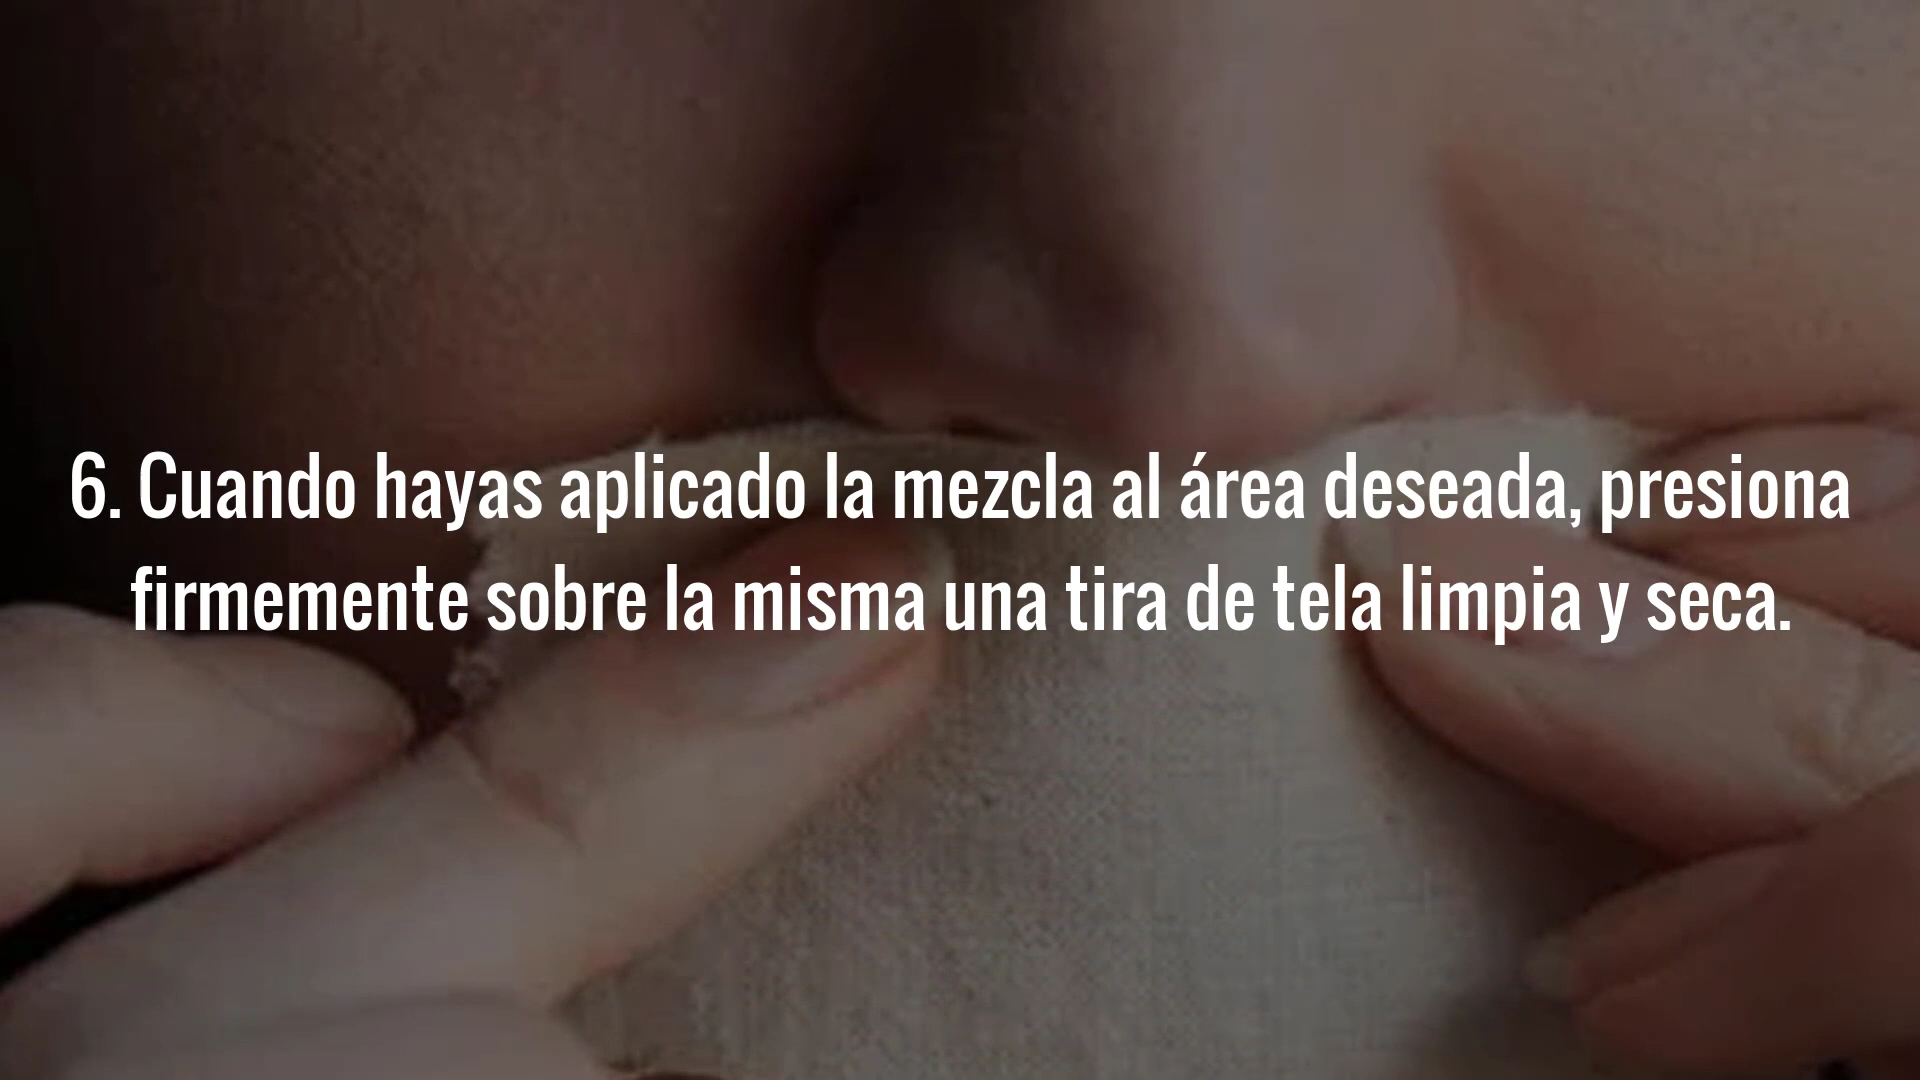 6. Cuando hayas aplicado la mezcla al área deseada, presiona
firmemente sobre la misma una tira de tela limpia y seca.